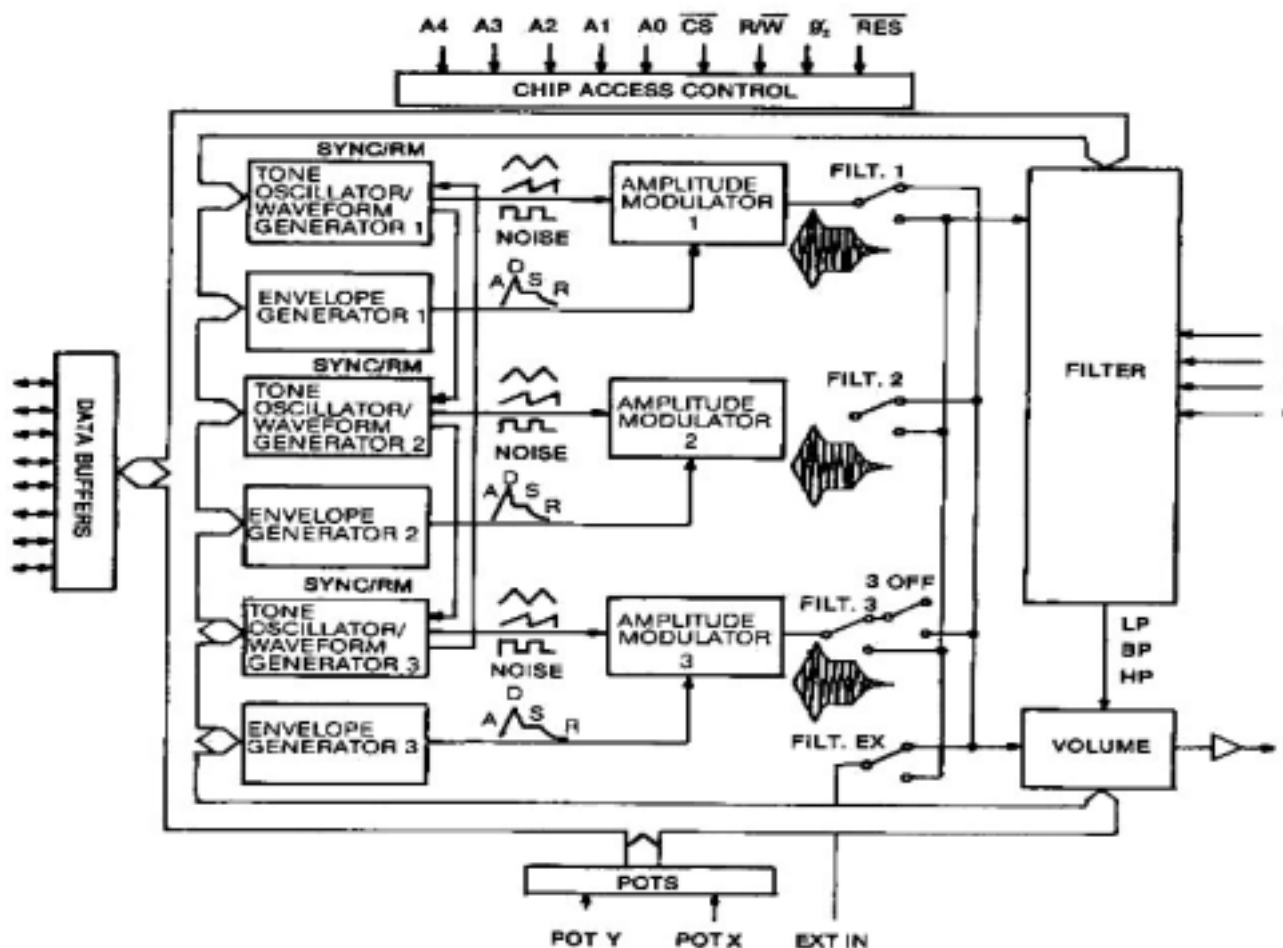 A4 A3 A2 A1 A0 CS R/W RES
CHIP ACCESS CONTROL
SYNC/RM
TONE
OSCILLATOR/
WAVEFORM
GENERATOR 1
NOISE
AMPLITUDE
MODULATOR
1
FILT. 1
ENVELOPE
GENERATOR 1
A D S R
SYNC/RM
TONE
OSCILLATOR/
WAVEFORM
GENERATOR 2
NOISE
AMPLITUDE
MODULATOR
2
FILT. 2
FILTER
DATA BUFFERS
ENVELOPE
GENERATOR 2
A D S R
SYNC/RM
TONE
OSCILLATOR/
WAVEFORM
GENERATOR 3
NOISE
AMPLITUDE
MODULATOR
3
FILT. 3
3 OFF
LP
BP
HP
ENVELOPE
GENERATOR 3
A D S R
FILT. EX
VOLUME
POTS
POT Y POT X EXT IN